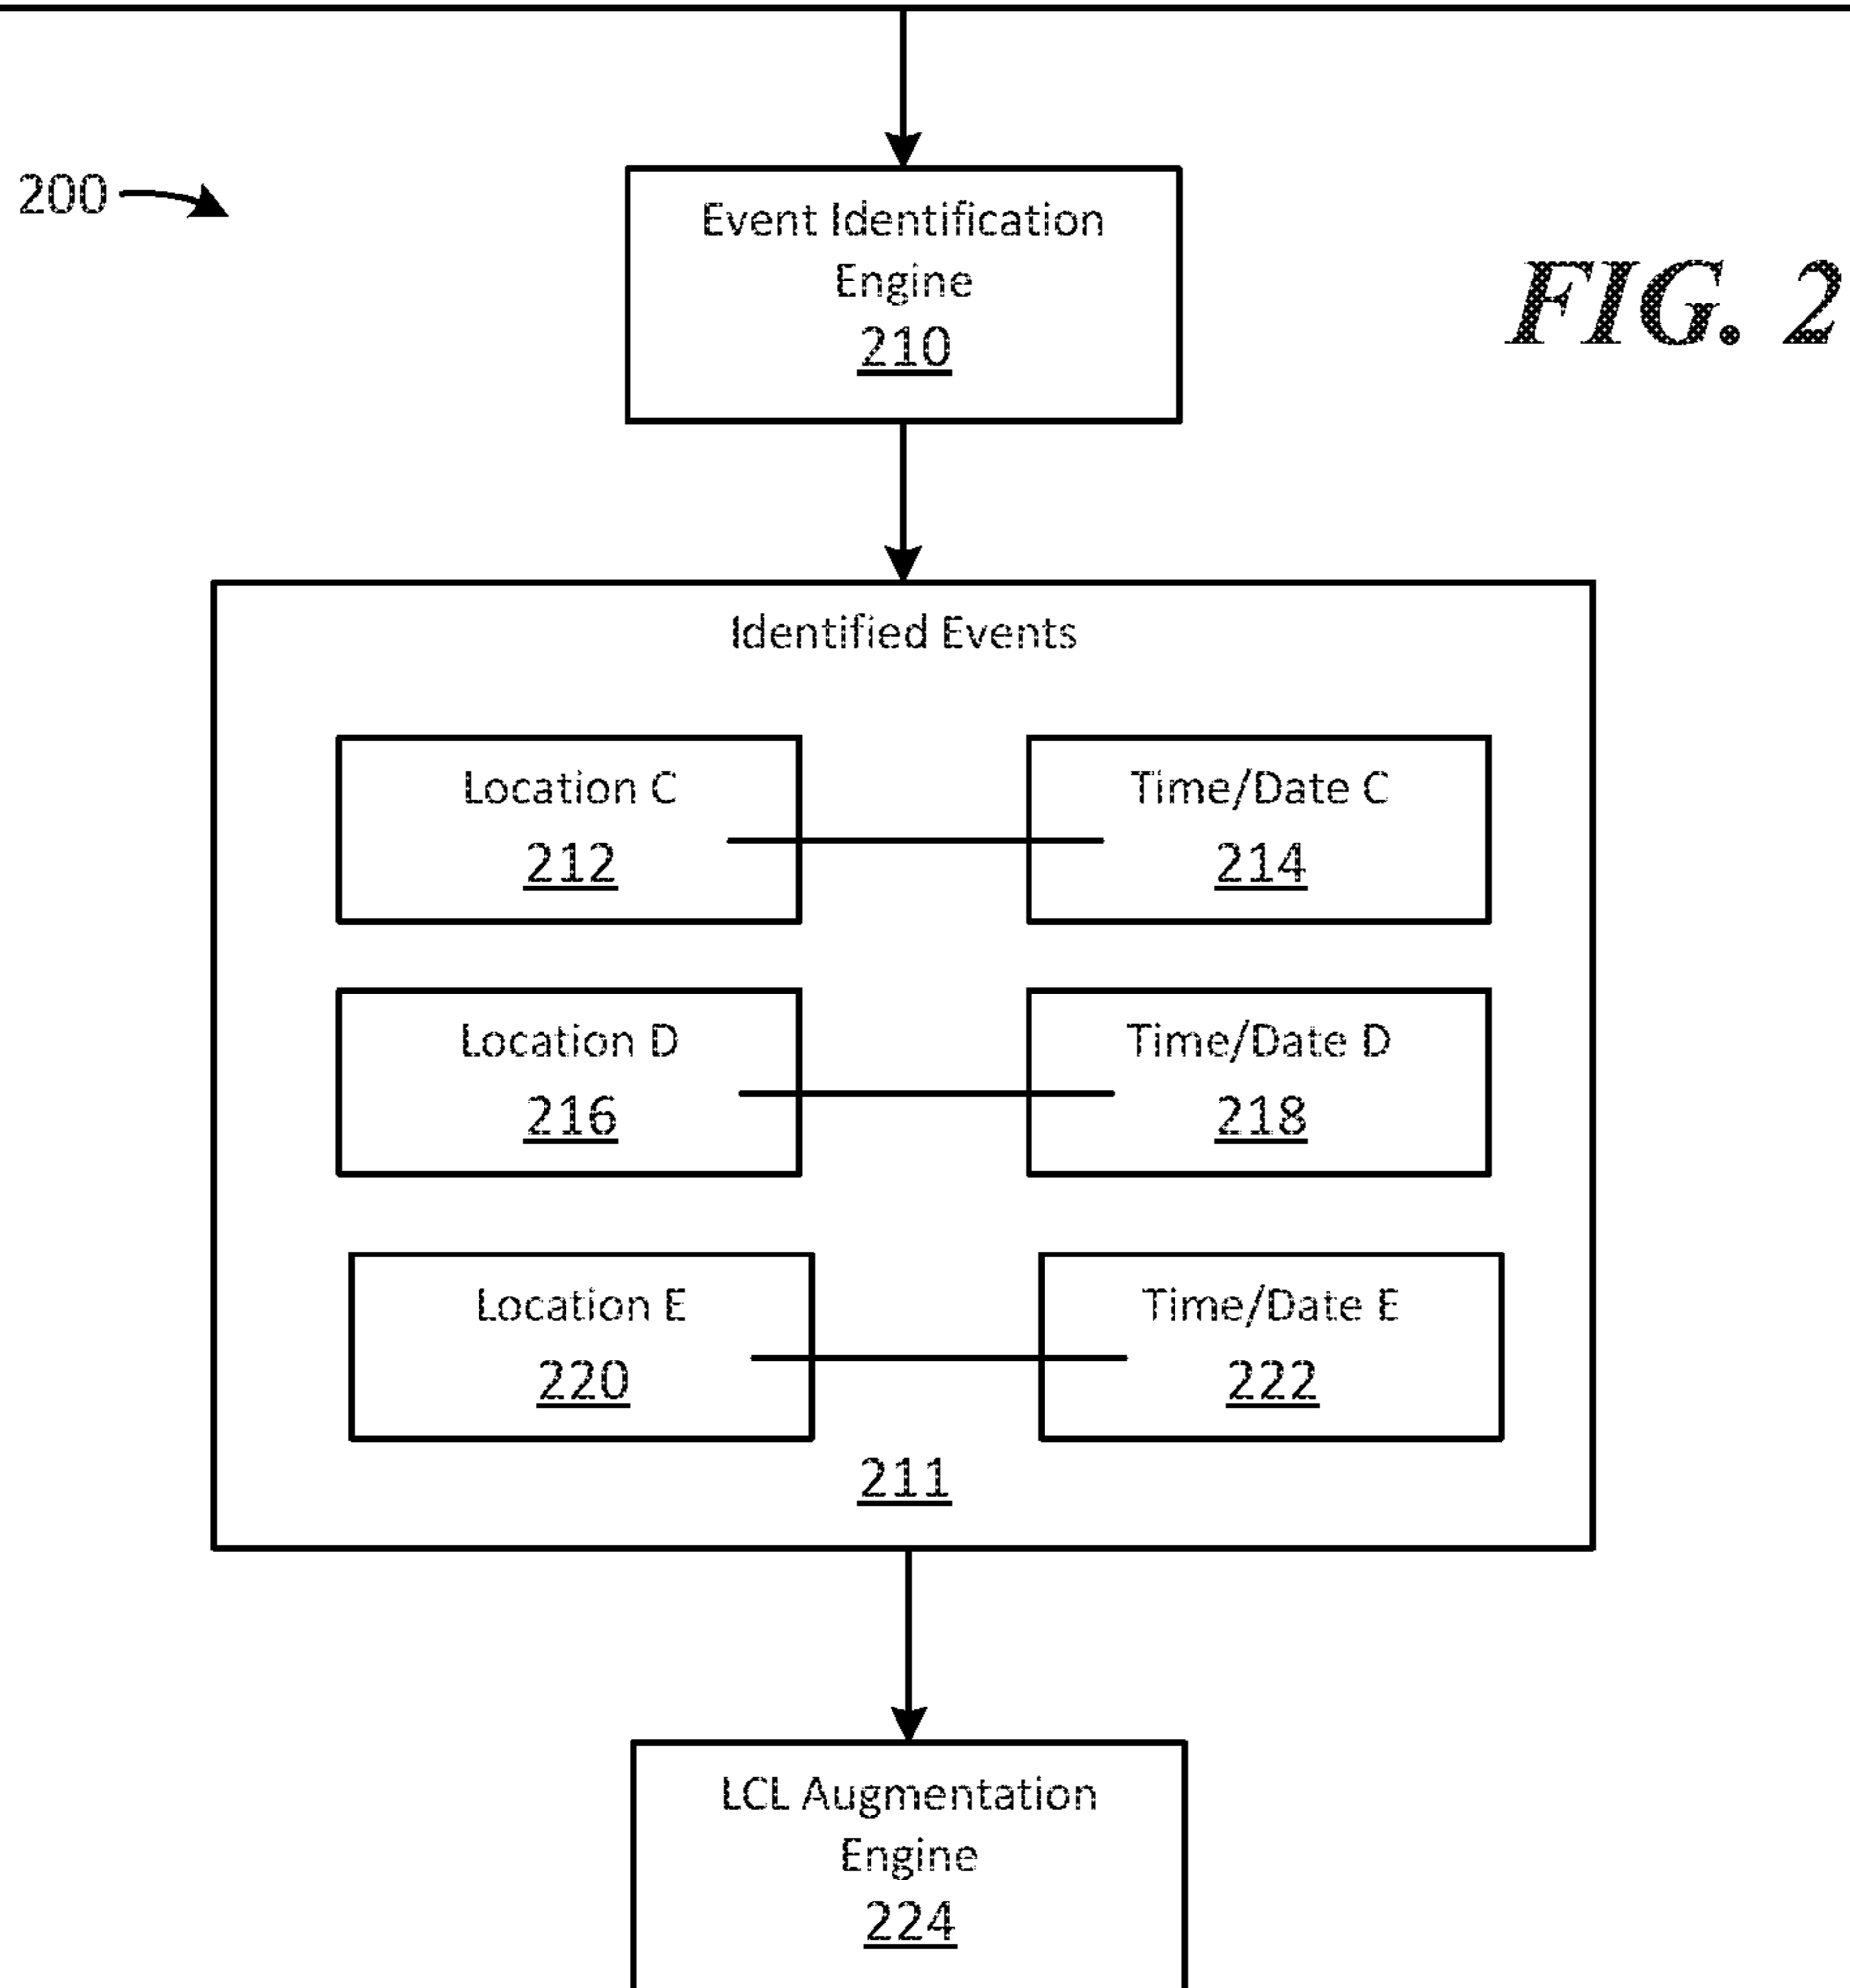 200
Event Identification
Engine
210
FIG. 2
Identified Events
Location C
212
Time/Date C
214
Location D
216
Time/Date D
218
Location E
220
Time/Date E
222
211
LCL Augmentation
Engine
224